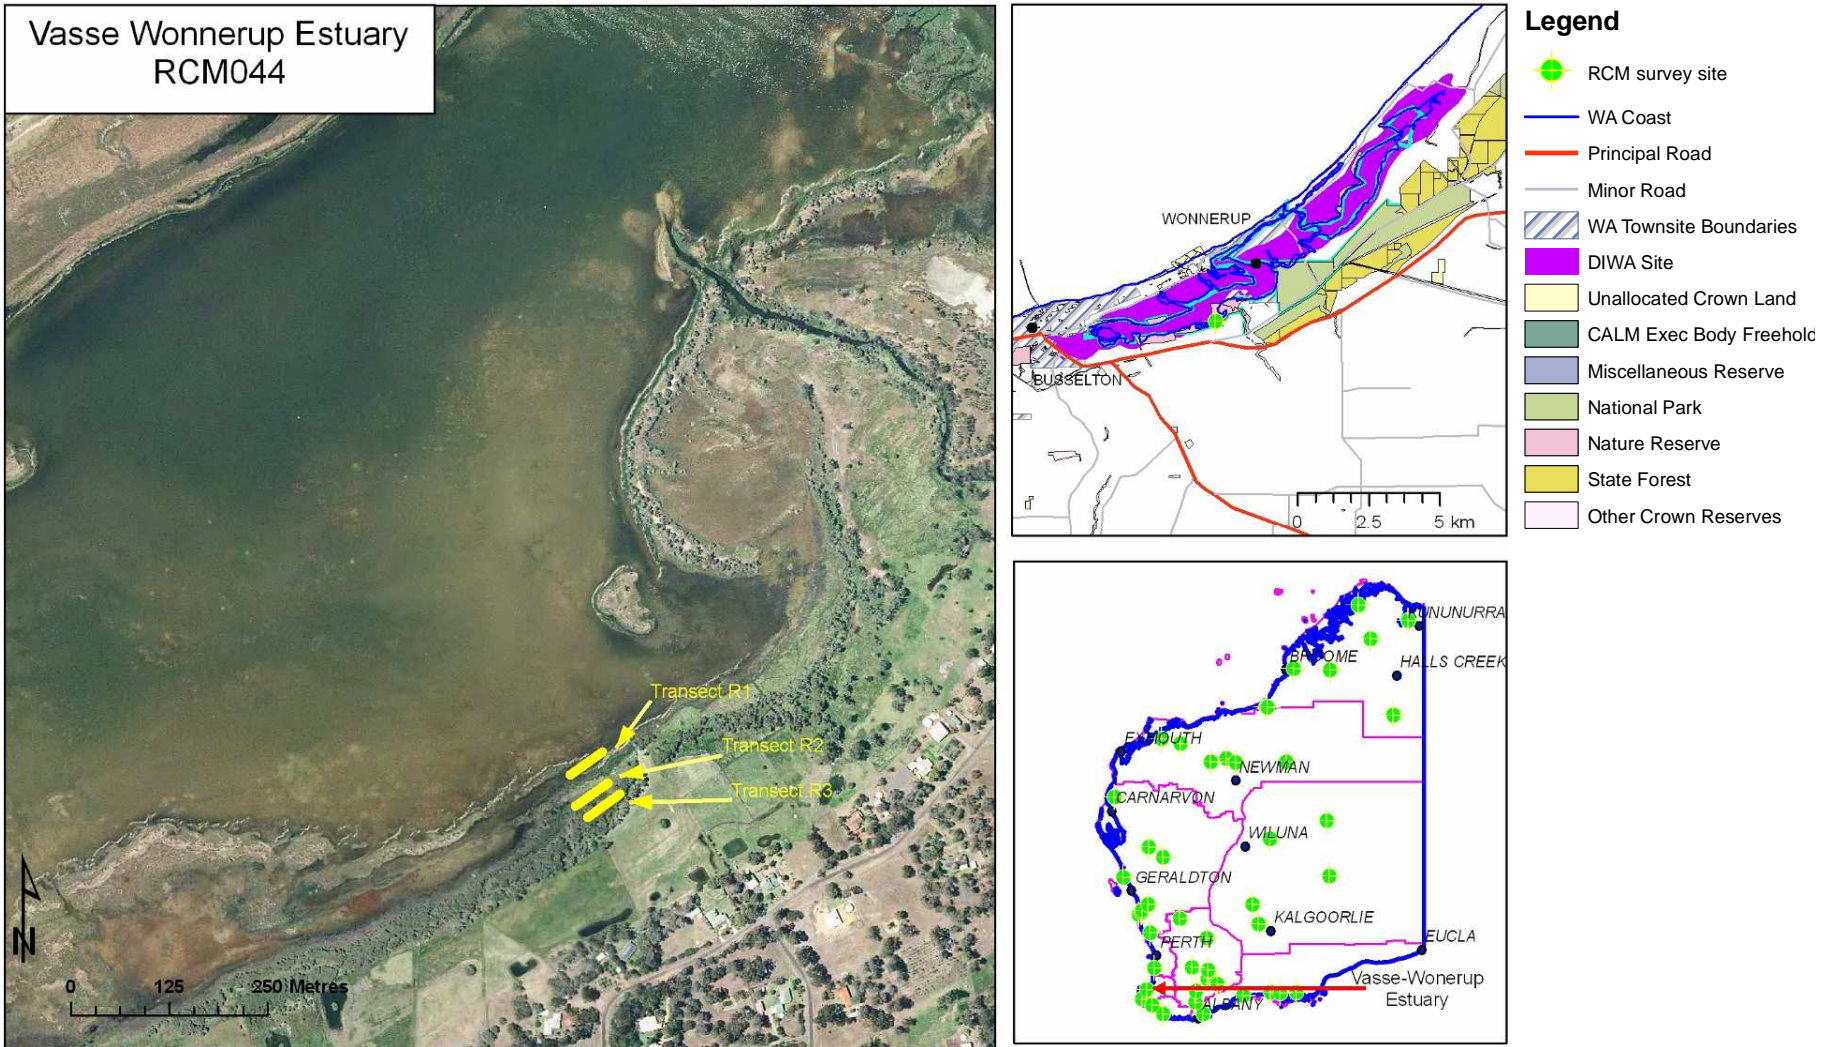 Vasse Wonnerup Estuary
RCM044
Transect R1
Transect R2
Transect R3
N
0 125 250 Metres
WONNERUP
BUSSELTON
0 2.5 5 km
Legend
RCM survey site
WA Coast
Principal Road
Minor Road
WA Townsite Boundaries
DIWA Site
Unallocated Crown Land
CALM Exec Body Freehold
Miscellaneous Reserve
National Park
Nature Reserve
State Forest
Other Crown Reserves
KUNUNURRA
BROOME
HALLS CREEK
EXMOUTH
NEWMAN
CARNARVON
WILUNA
GERALDTON
KALGOORLIE
PERTH
EUCLA
Vasse-Wonerup
Estuary
ALBANY